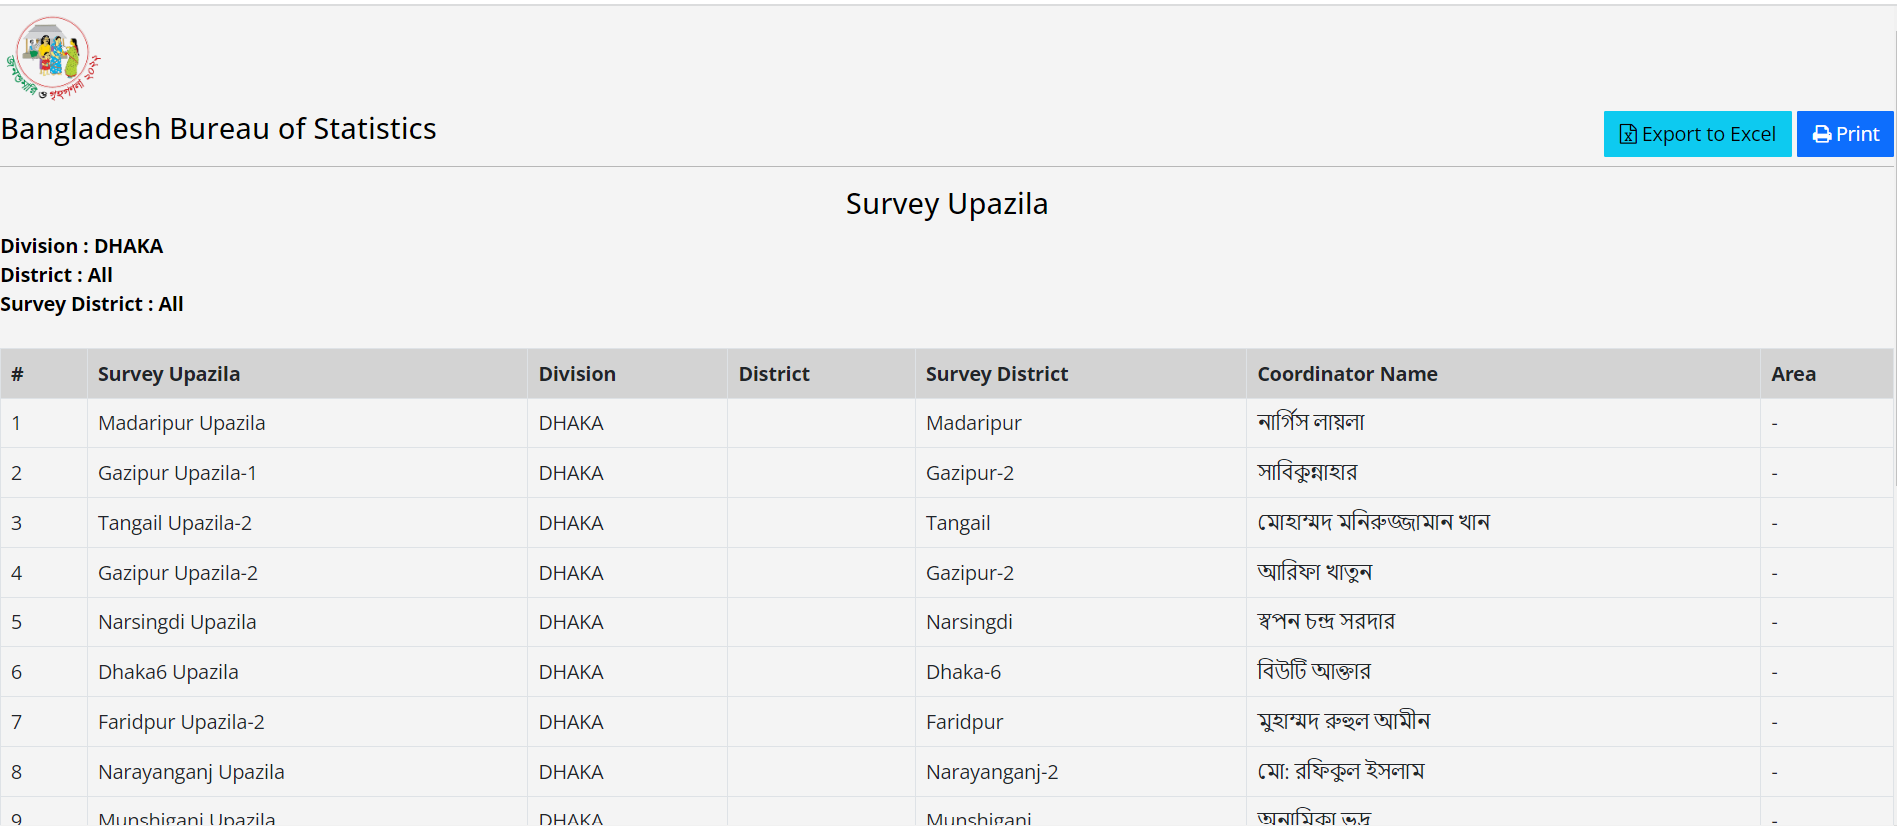 জনশুমারি ও গৃহগণনা ২০২২
Bangladesh Bureau of Statistics
Export to Excel Print
Survey Upazila
Division : DHAKA
District : All
Survey District : All
# Survey Upazila Division District Survey District Coordinator Name Area
1 Madaripur Upazila DHAKA Madaripur নার্গিস লায়লা -
2 Gazipur Upazila-1 DHAKA Gazipur-2 সাবিকুন্নাহার -
3 Tangail Upazila-2 DHAKA Tangail মোহাম্মদ মনিরুজ্জামান খান -
4 Gazipur Upazila-2 DHAKA Gazipur-2 আরিফা খাতুন -
5 Narsingdi Upazila DHAKA Narsingdi স্বপন চন্দ্র সরদার -
6 Dhaka6 Upazila DHAKA Dhaka-6 বিউটি আক্তার -
7 Faridpur Upazila-2 DHAKA Faridpur মুহাম্মদ রুহুল আমীন -
8 Narayanganj Upazila DHAKA Narayanganj-2 মো: রফিকুল ইসলাম -
9 Munshiganj Upazila DHAKA Munshiganj অনামিকা ভদ্র -